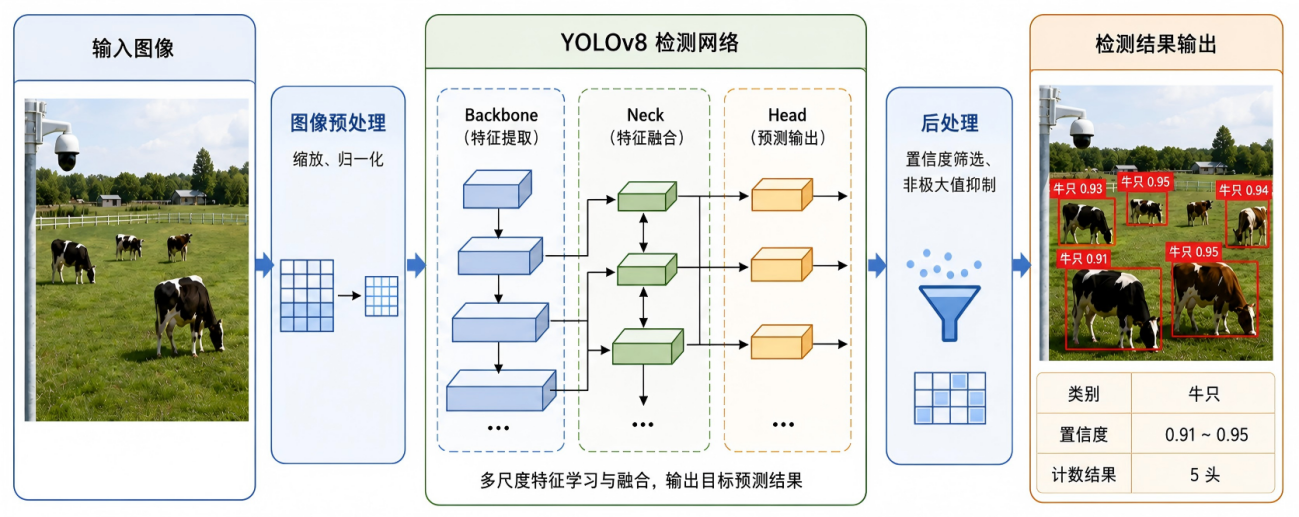 输入图像
图像预处理
缩放、归一化
YOLOv8 检测网络
Backbone
(特征提取)
...
Neck
(特征融合)
...
Head
(预测输出)
...
多尺度特征学习与融合，输出目标预测结果
后处理
置信度筛选、
非极大值抑制
检测结果输出
牛只 0.93
牛只 0.95
牛只 0.94
牛只 0.91
牛只 0.95
类别 牛只
置信度 0.91 ~ 0.95
计数结果 5 头